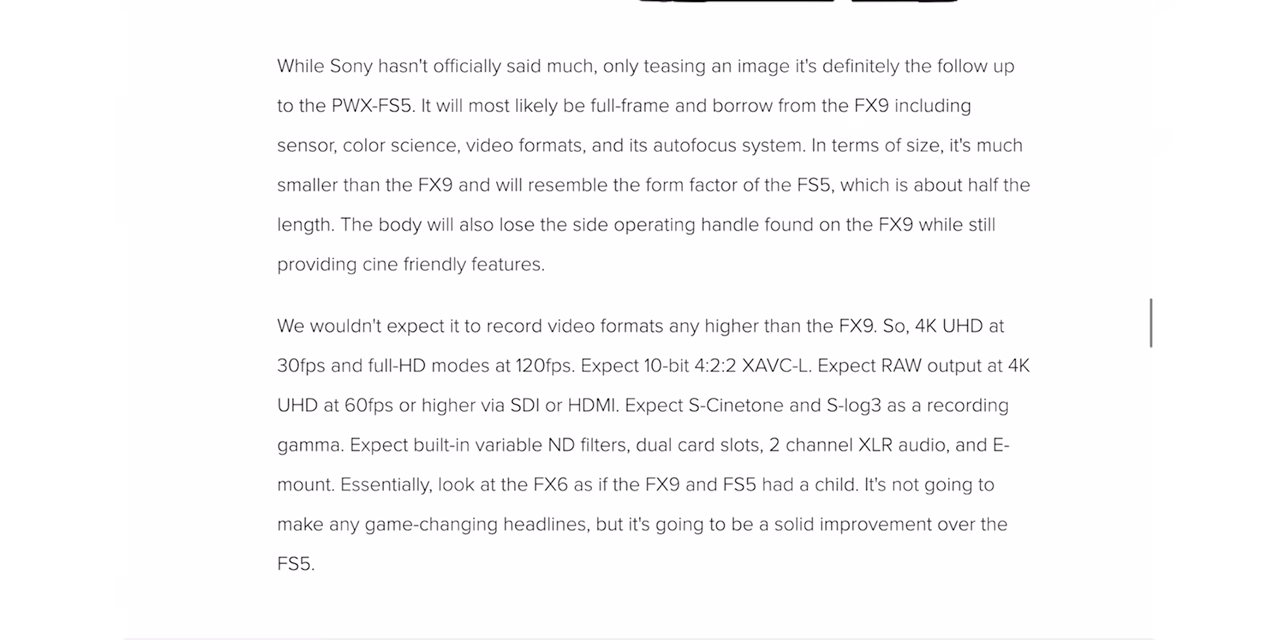 While Sony hasn't officially said much, only teasing an image it's definitely the follow up
to the PWX-FS5. It will most likely be full-frame and borrow from the FX9 including
sensor, color science, video formats, and its autofocus system. In terms of size, it's much
smaller than the FX9 and will resemble the form factor of the FS5, which is about half the
length. The body will also lose the side operating handle found on the FX9 while still
providing cine friendly features.
We wouldn't expect it to record video formats any higher than the FX9. So, 4K UHD at
30fps and full-HD modes at 120fps. Expect 10-bit 4:2:2 XAVC-L. Expect RAW output at 4K
UHD at 60fps or higher via SDI or HDMI. Expect S-Cinetone and S-log3 as a recording
gamma. Expect built-in variable ND filters, dual card slots, 2 channel XLR audio, and E-
mount. Essentially, look at the FX6 as if the FX9 and FS5 had a child. It's not going to
make any game-changing headlines, but it's going to be a solid improvement over the
FS5.